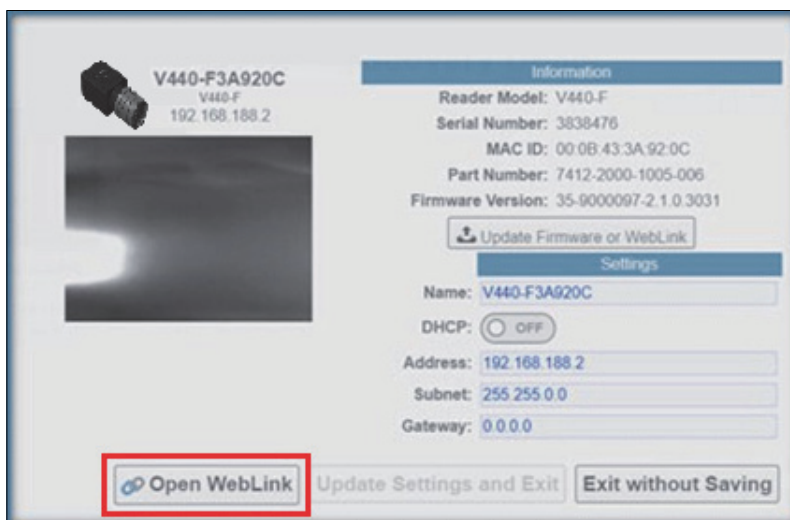 V440-F3A920C
V440-F
192.168.188.2
Information
Reader Model: V440-F
Serial Number: 3838476
MAC ID: 00:0B:43:3A:92:0C
Part Number: 7412-2000-1005-006
Firmware Version: 35-9000097-2.1.0.3031
Update Firmware or WebLink
Settings
Name: V440-F3A920C
DHCP: OFF
Address: 192.168.188.2
Subnet: 255.255.0.0
Gateway: 0.0.0.0
Open WebLink Update Settings and Exit Exit without Saving